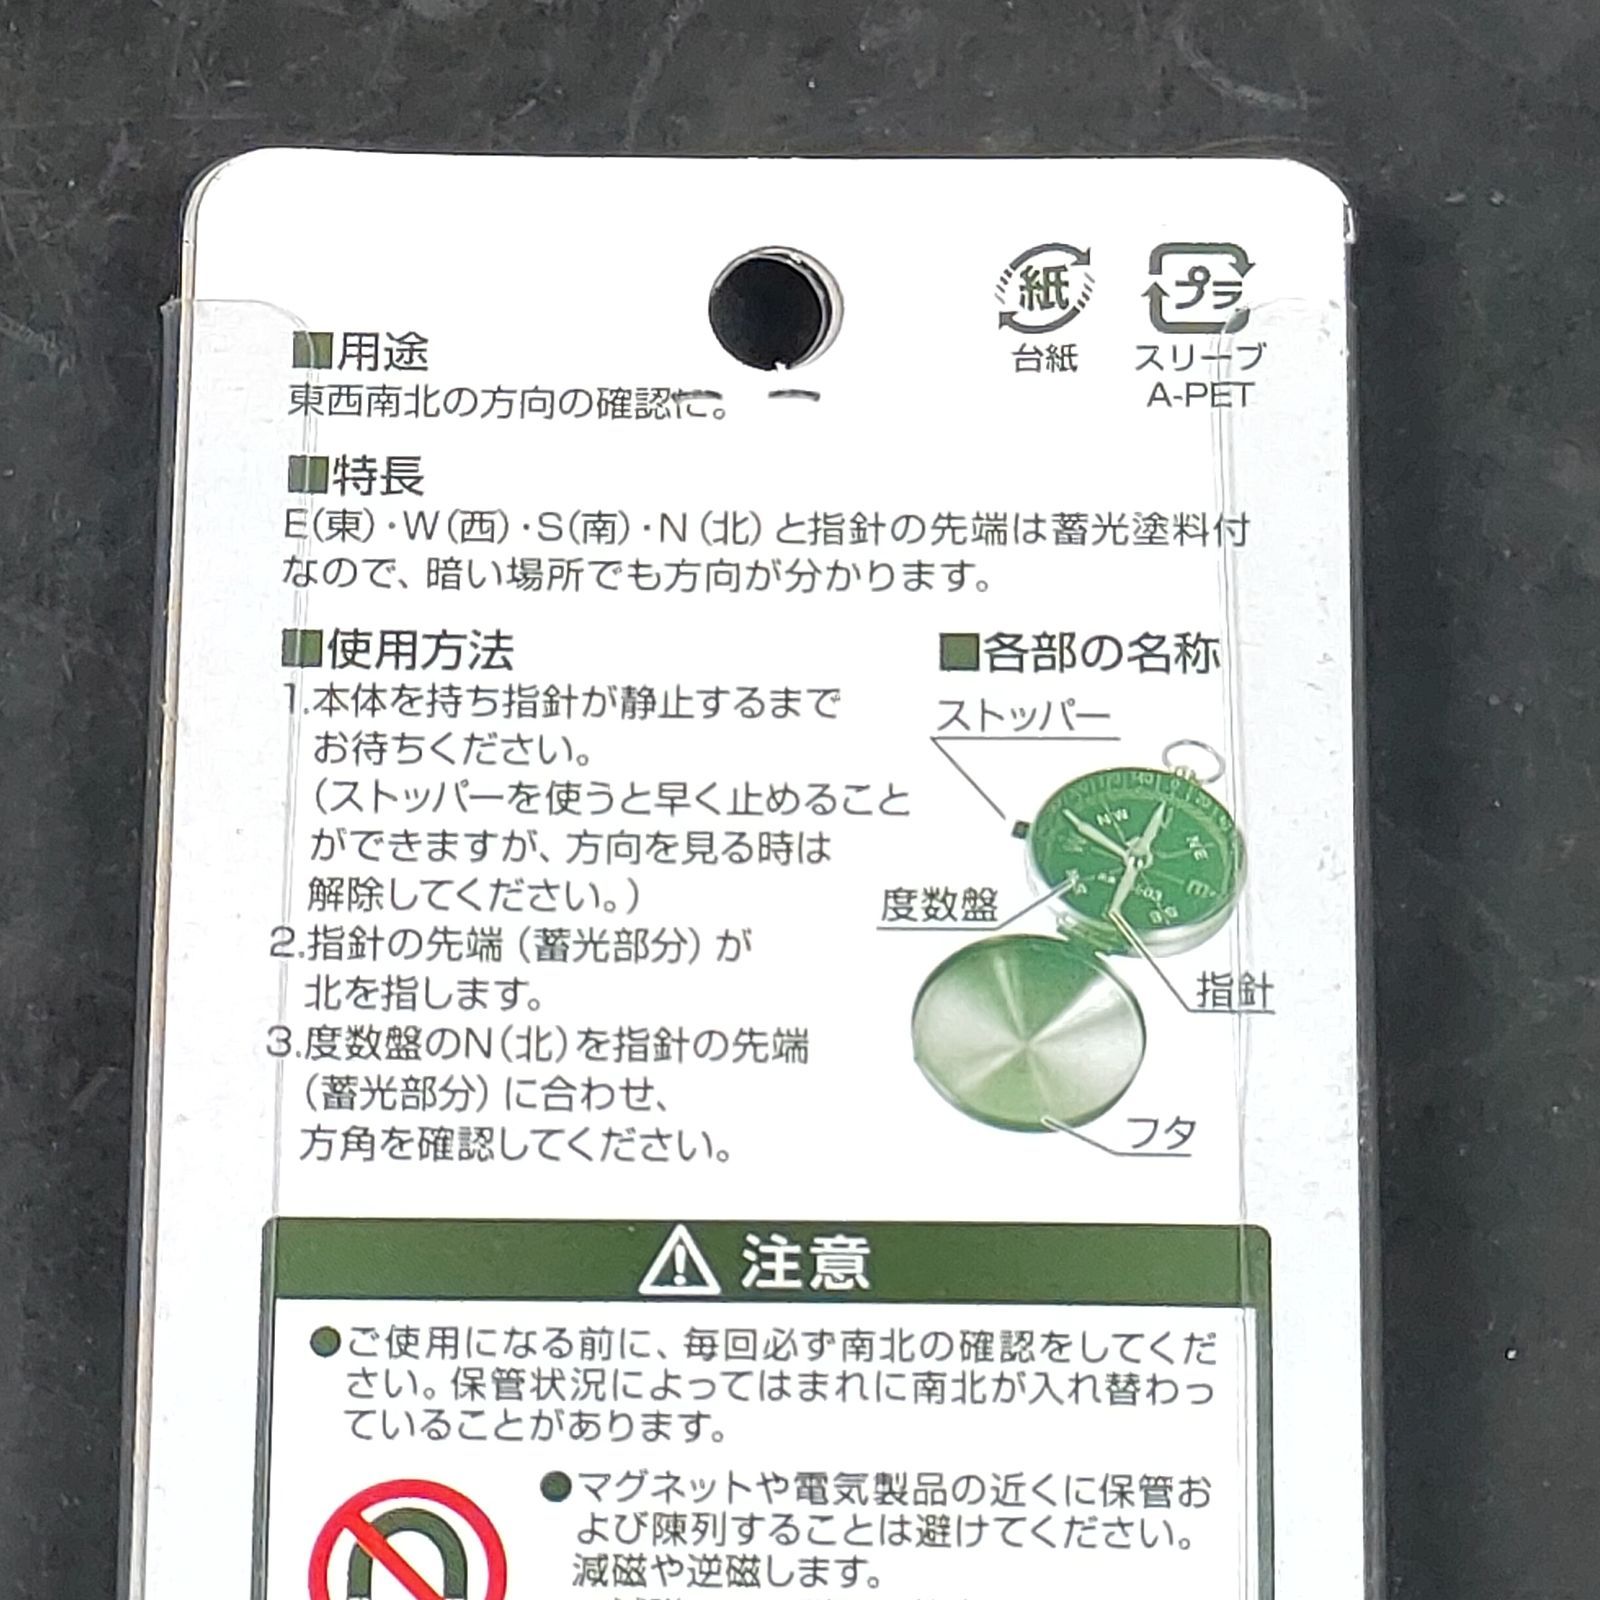 紙
プラ
台紙
スリーブ
A-PET
■用途
東西南北の方向の確認に。
■特長
E(東)・W(西)・S(南)・N(北)と指針の先端は蓄光塗料付
なので、暗い場所でも方向が分かります。
■使用方法
1.本体を持ち指針が静止するまで
お待ちください。
(ストッパーを使うと早く止めること
ができますが、方向を見る時は
解除してください。)
2.指針の先端(蓄光部分)が
北を指します。
3.度数盤のN(北)を指針の先端
(蓄光部分)に合わせ、
方角を確認してください。
■各部の名称
ストッパー
NW
NE
E
SE
度数盤
指針
フタ
注意
●ご使用になる前に、毎回必ず南北の確認をしてくだ
さい。保管状況によってはまれに南北が入れ替わっ
ていることがあります。
●マグネットや電気製品の近くに保管お
よび陳列することは避けてください。
減磁や逆磁します。